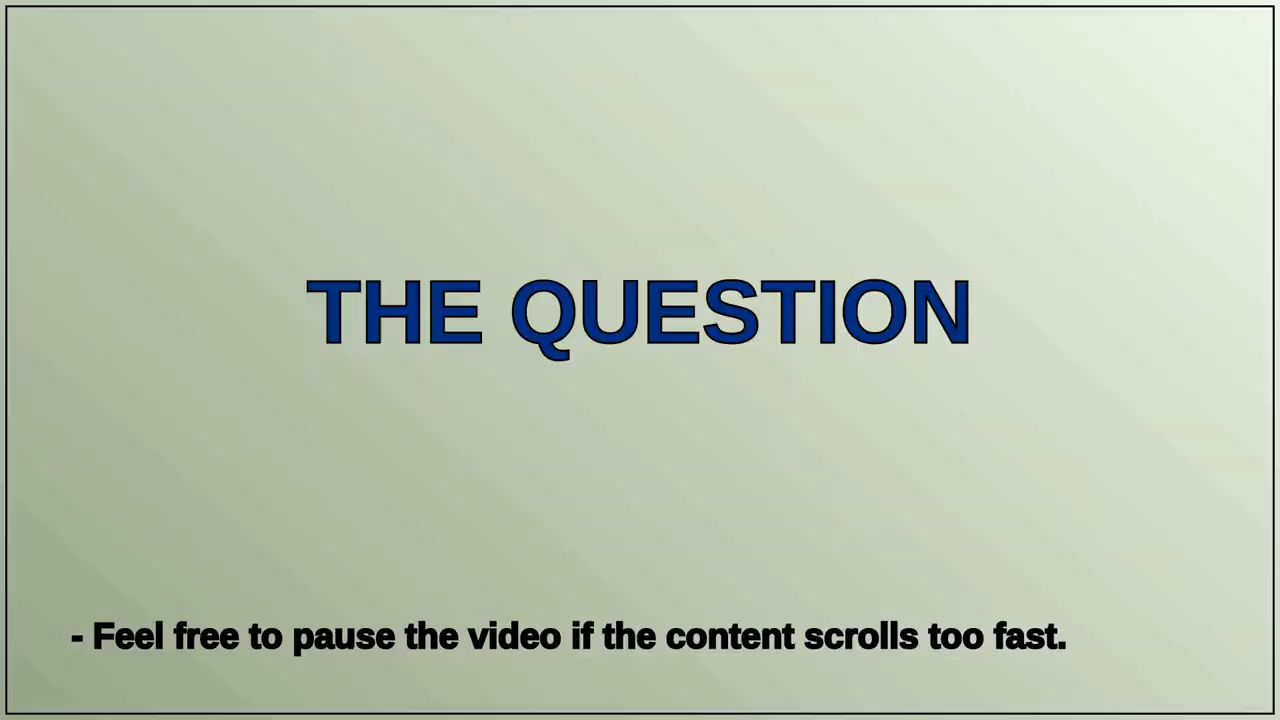 THE QUESTION
- Feel free to pause the video if the content scrolls too fast.